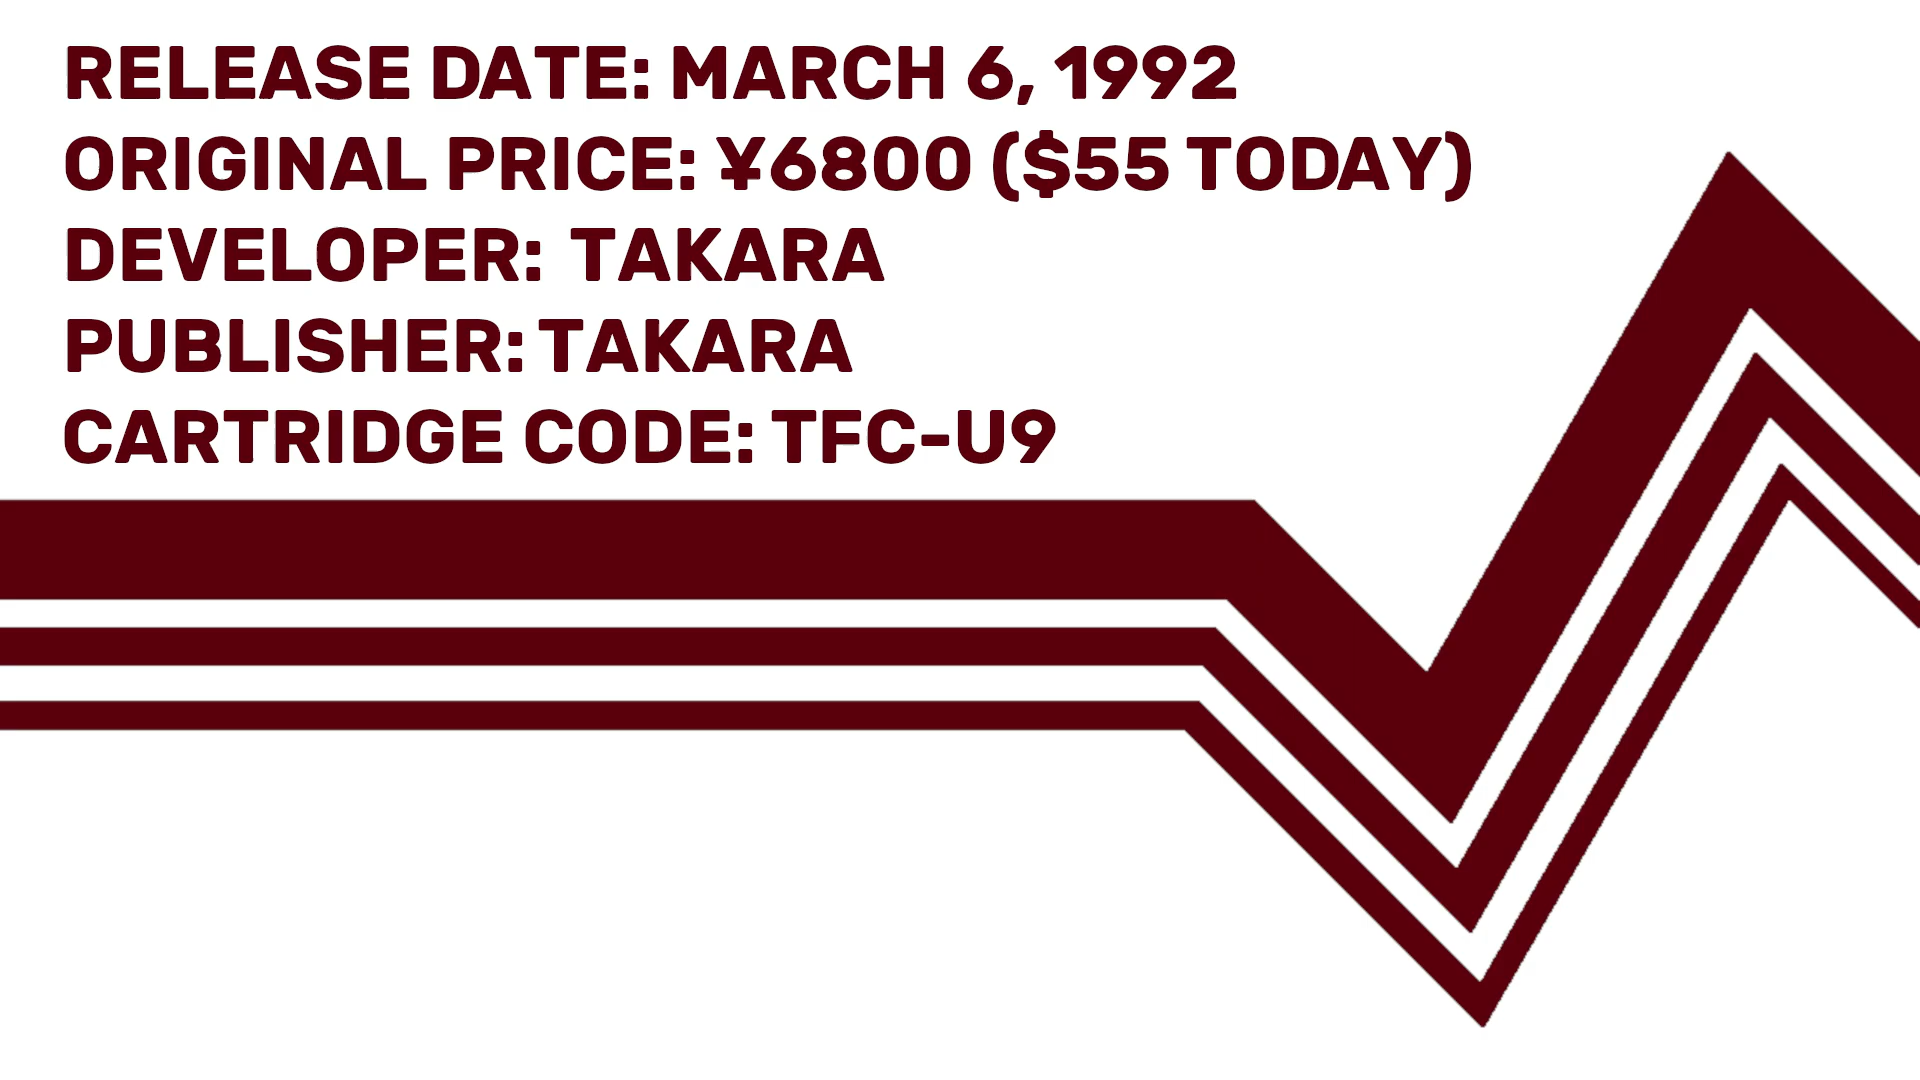 RELEASE DATE: MARCH 6, 1992
ORIGINAL PRICE: ¥6800 ($55 TODAY)
DEVELOPER: TAKARA
PUBLISHER: TAKARA
CARTRIDGE CODE: TFC-U9